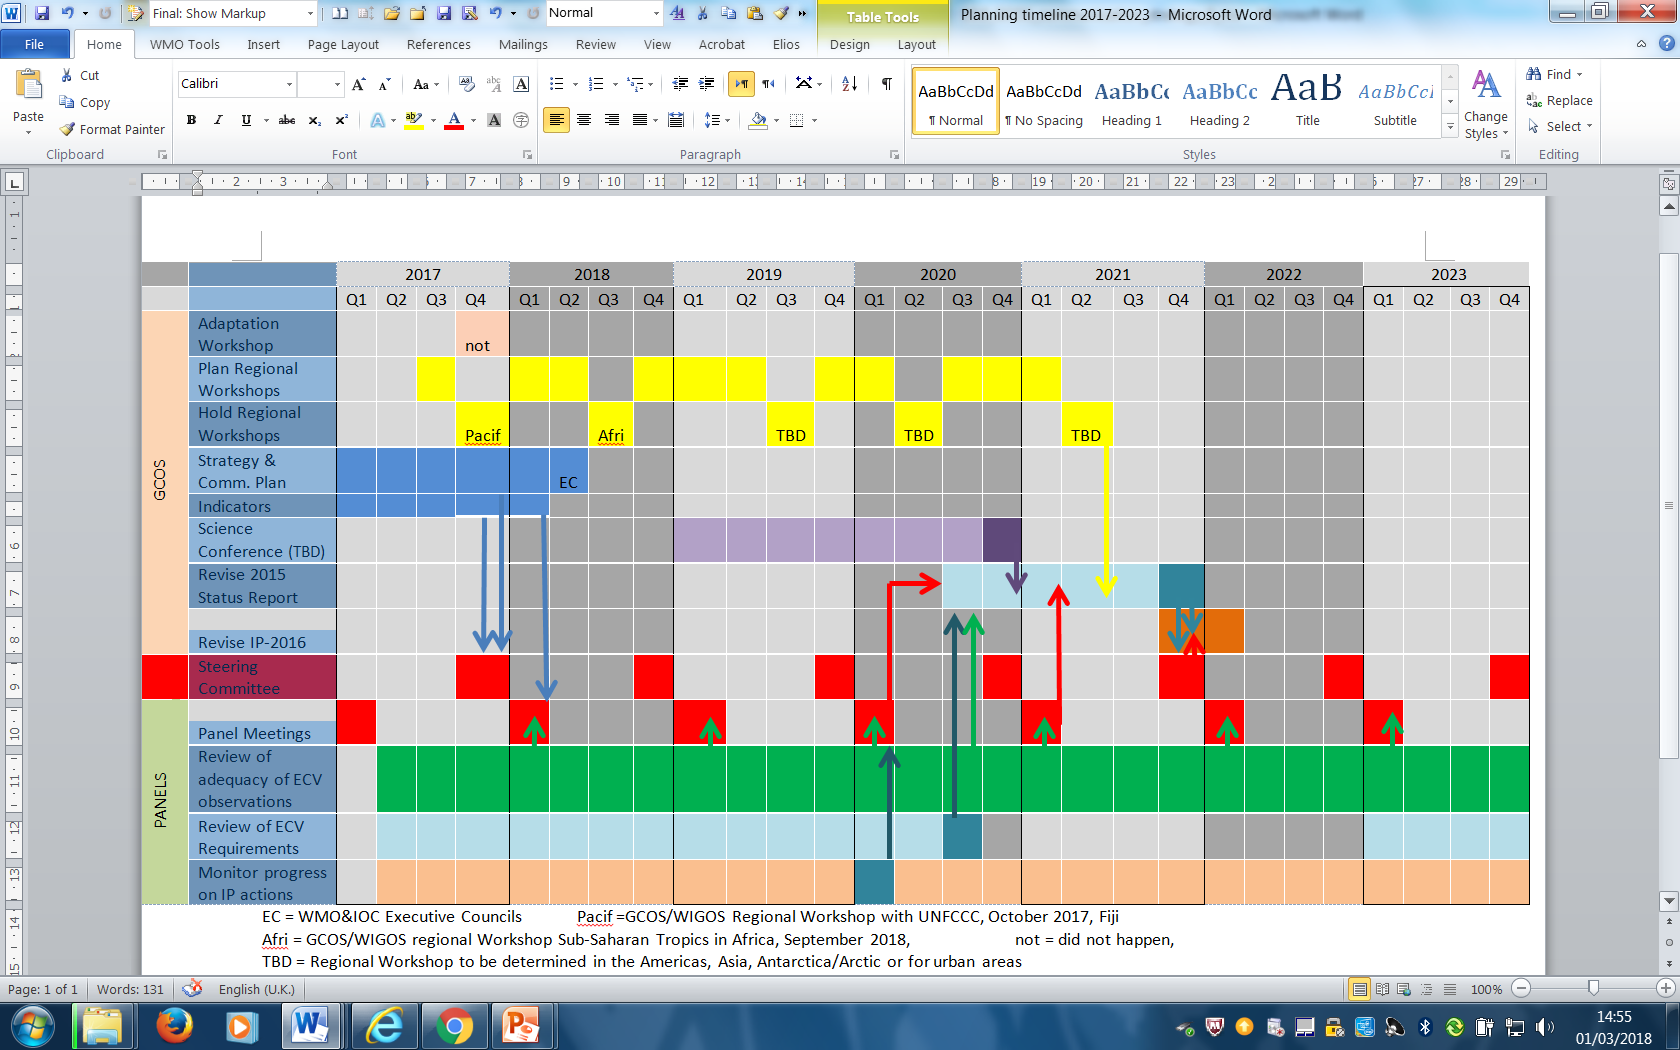 Final: Show Markup
Normal
Table Tools
Planning timeline 2017-2023 - Microsoft Word
File Home WMO Tools Insert Page Layout References Mailings Review View Acrobat Elios Design Layout
Paste
Cut
Copy
Format Painter
Clipboard
Calibri
Font
Paragraph
AaBbCcDd AaBbCcDd AaBbCc AaBbCc AaB AaBbCcI
¶ Normal ¶ No Spacing Heading 1 Heading 2 Title Subtitle
Change
Styles
Styles
Find
Replace
Select
Editing
2017 2018 2019 2020 2021 2022 2023
Q1 Q2 Q3 Q4 Q1 Q2 Q3 Q4 Q1 Q2 Q3 Q4 Q1 Q2 Q3 Q4 Q1 Q2 Q3 Q4 Q1 Q2 Q3 Q4 Q1 Q2 Q3 Q4
GCOS
Adaptation
Workshop not
Plan Regional
Workshops
Hold Regional
Workshops Pacif Afri TBD TBD TBD
Strategy &
Comm. Plan EC
Indicators
Science
Conference (TBD)
Revise 2015
Status Report
Revise IP-2016
Steering
Committee
PANELS
Panel Meetings
Review of
adequacy of ECV
observations
Review of ECV
Requirements
Monitor progress
on IP actions
EC = WMO&IOC Executive Councils Pacif =GCOS/WIGOS Regional Workshop with UNFCCC, October 2017, Fiji
Afri = GCOS/WIGOS regional Workshop Sub-Saharan Tropics in Africa, September 2018, not = did not happen,
TBD = Regional Workshop to be determined in the Americas, Asia, Antarctica/Arctic or for urban areas
Page: 1 of 1 Words: 131 English (U.K.) 100%
14:55
01/03/2018